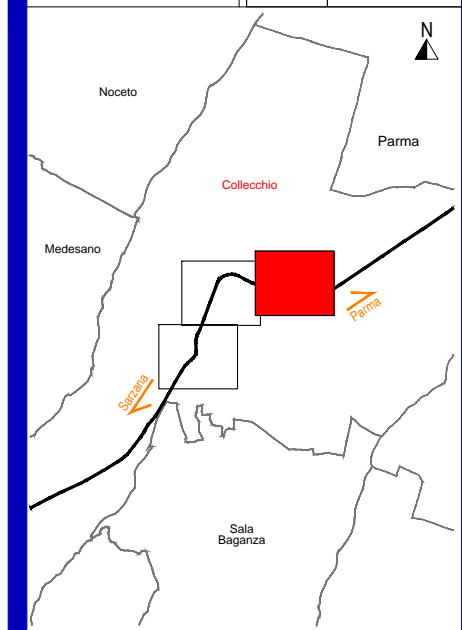 N
Noceto
Parma
Collecchio
Medesano
Parma
Sarzana
Sala
Baganza